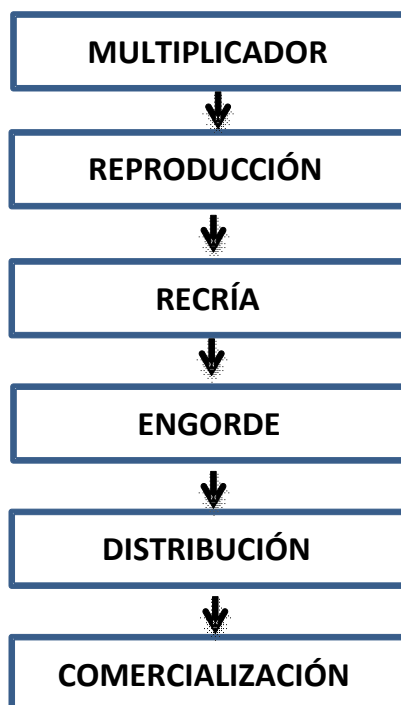 MULTIPLICADOR
REPRODUCCIÓN
RECRÍA
ENGORDE
DISTRIBUCIÓN
COMERCIALIZACIÓN